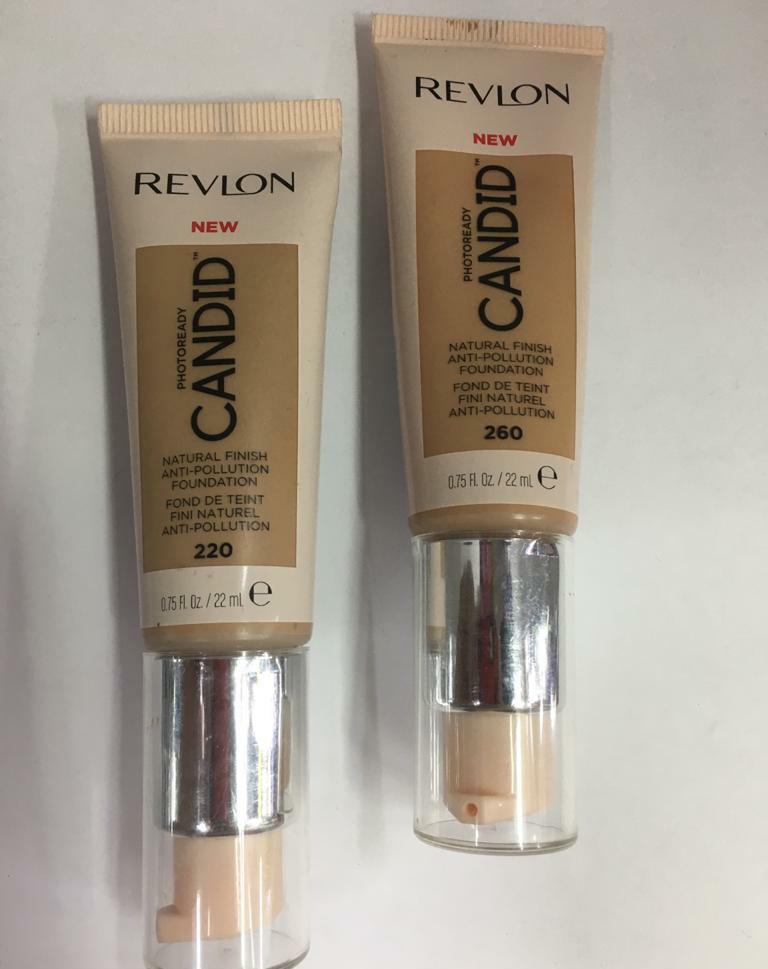 REVLON
NEW
PHOTOREADY
CANDID™
NATURAL FINISH
ANTI-POLLUTION
FOUNDATION
FOND DE TEINT
FINI NATUREL
ANTI-POLLUTION
220
0.75 Fl. Oz. / 22 mL ℮
REVLON
NEW
PHOTOREADY
CANDID™
NATURAL FINISH
ANTI-POLLUTION
FOUNDATION
FOND DE TEINT
FINI NATUREL
ANTI-POLLUTION
260
0.75 Fl. Oz. / 22 mL ℮